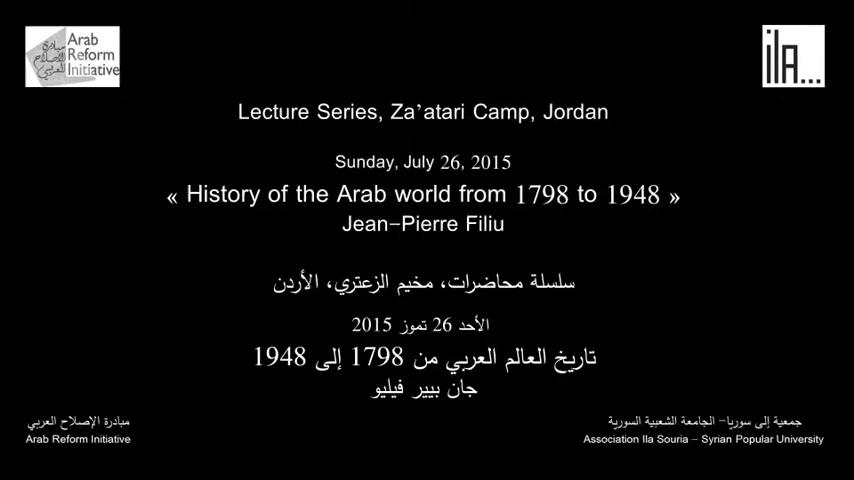 Arab
Reform
Initiative
مبادرة
الإصلاح
العربي
ila...
Lecture Series, Za'atari Camp, Jordan
Sunday, July 26, 2015
« History of the Arab world from 1798 to 1948 »
Jean-Pierre Filiu
سلسلة محاضرات، مخيم الزعتري، الأردن
الأحد 26 تموز 2015
تاريخ العالم العربي من 1798 إلى 1948
جان بيير فيليو
مبادرة الإصلاح العربي
Arab Reform Initiative
جمعية إلى سوريا- الجامعة الشعبية السورية
Association Ila Souria - Syrian Popular University